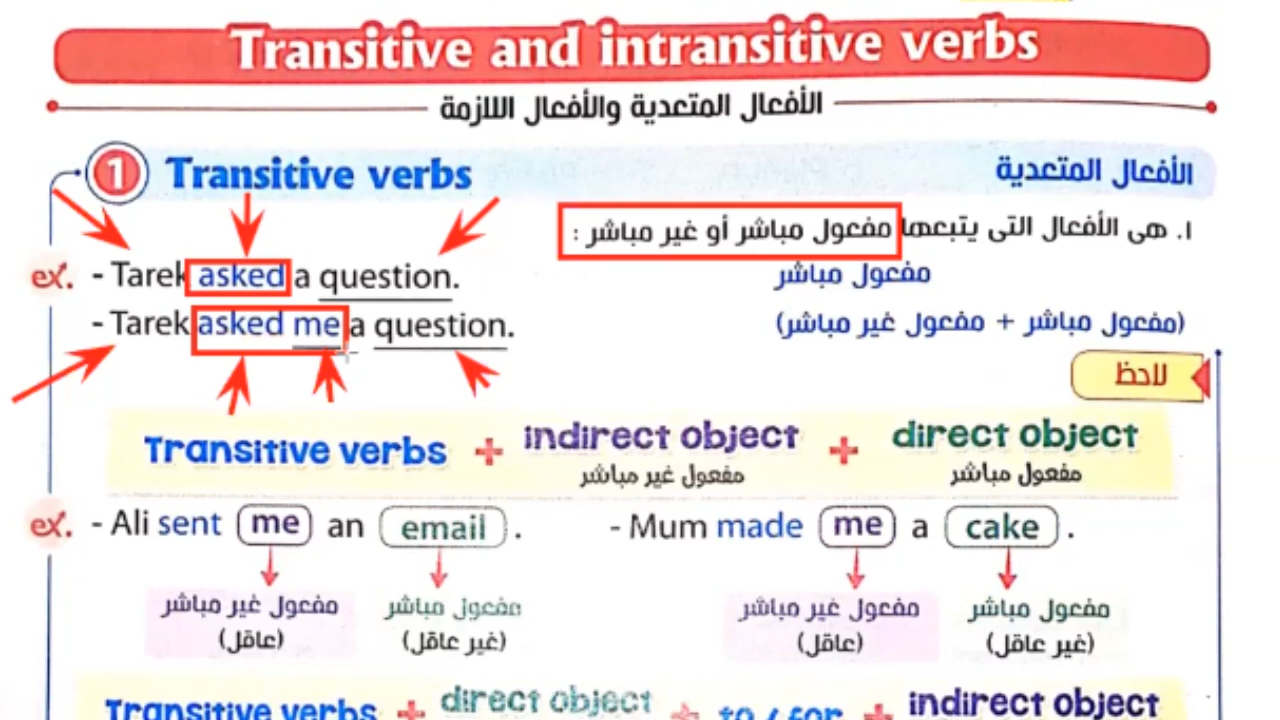 Transitive and intransitive verbs
الأفعال المتعدية والأفعال اللازمة
1 Transitive verbs الأفعال المتعدية
١. هى الأفعال التى يتبعها مفعول مباشر أو غير مباشر :
ex. - Tarek asked a question. مفعول مباشر
- Tarek asked me a question. (مفعول مباشر + مفعول غير مباشر)
لاحظ
Transitive verbs + indirect object + direct object
مفعول غير مباشر مفعول مباشر
ex. - Ali sent me an email . - Mum made me a cake .
مفعول غير مباشر مفعول مباشر مفعول غير مباشر مفعول مباشر
(عاقل) (غير عاقل) (عاقل) (غير عاقل)
Transitive verbs + direct object + to / for + indirect object